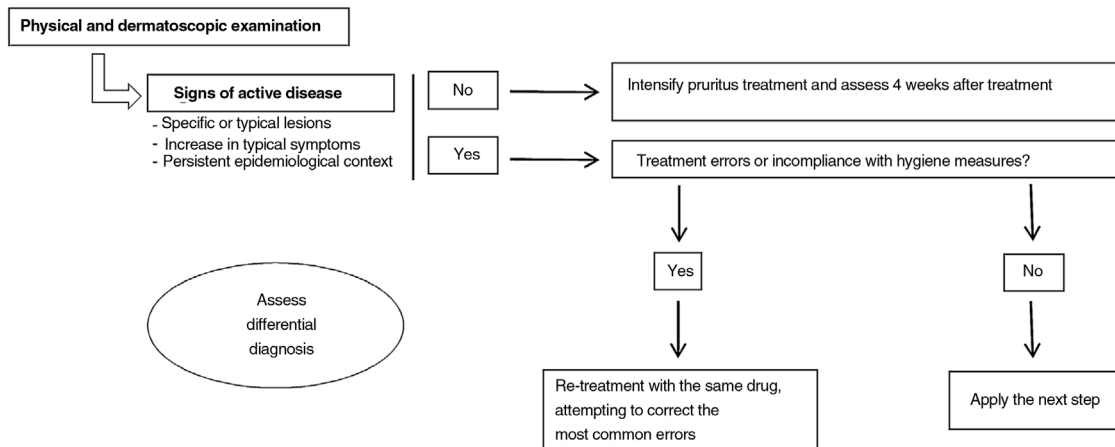 Physical and dermatoscopic examination
Signs of active disease
- Specific or typical lesions
- Increase in typical symptoms
- Persistent epidemiological context
No
Intensify pruritus treatment and assess 4 weeks after treatment
Yes
Treatment errors or incompliance with hygiene measures?
Yes
No
Assess
differential
diagnosis
Re-treatment with the same drug,
attempting to correct the
most common errors
Apply the next step